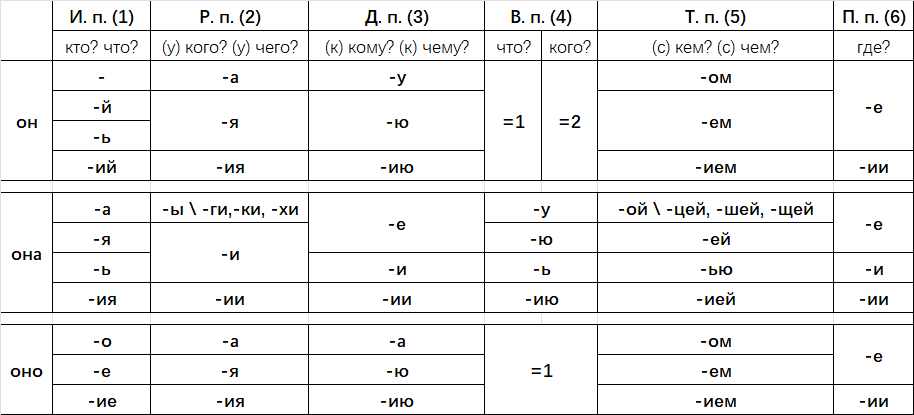 И. п. (1) Р. п. (2) Д. п. (3) В. п. (4) Т. п. (5) П. п. (6)
кто? что? (у) кого? (у) чего? (к) кому? (к) чему? что? кого? (с) кем? (с) чем? где?
он - -а -у =1 =2 -ом -е
-й -я -ю -ем
-ь
-ий -ия -ию -ием -ии
она -а -ы \ -ги,-ки, -хи -е -у -ой \ -цей, -шей, -щей -е
-я -и -ю -ей
-ь -и -ь -ью -и
-ия -ии -ии -ию -ией -ии
оно -о -а -а =1 -ом -е
-е -я -ю -ем
-ие -ия -ию -ием -ии